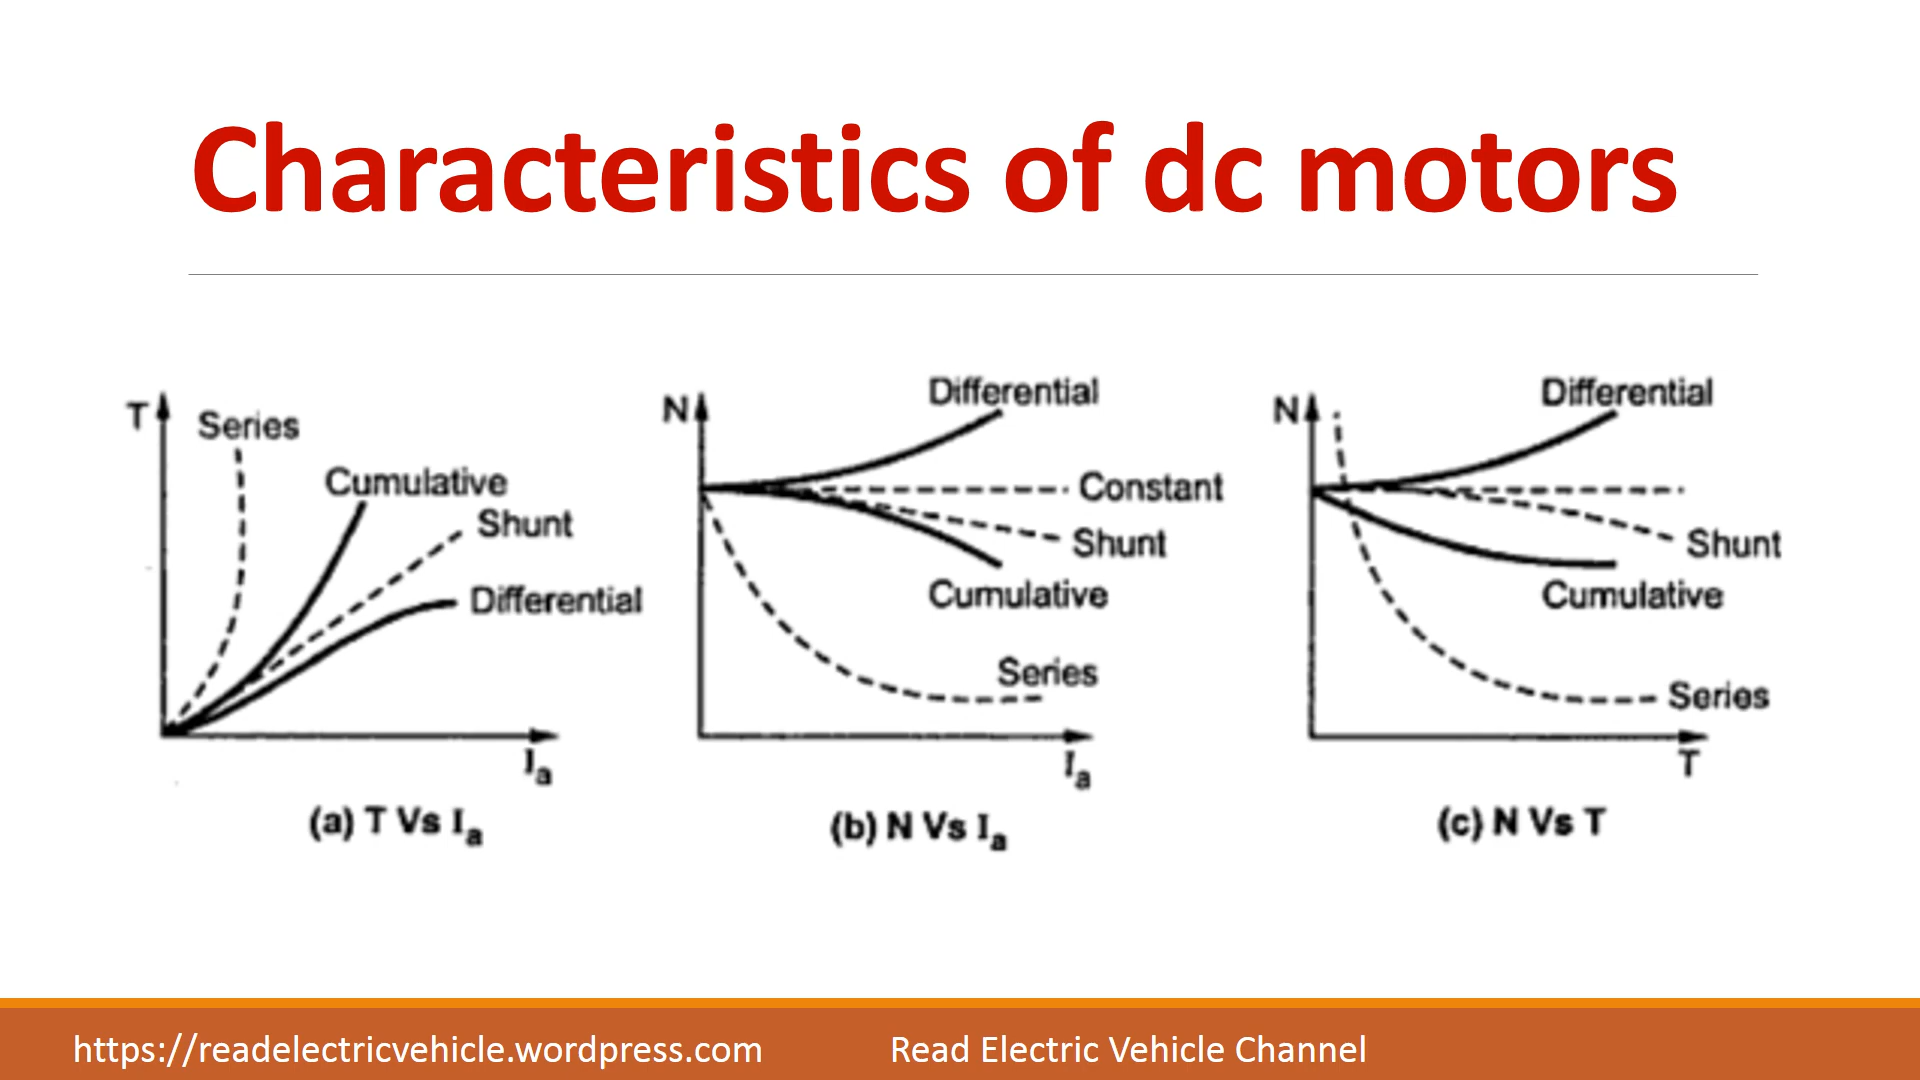 Characteristics of dc motors
T
Series
Cumulative
Shunt
Differential
Ia
(a) T Vs Ia
N
Differential
Constant
Shunt
Cumulative
Series
Ia
(b) N Vs Ia
N
Differential
Shunt
Cumulative
Series
T
(c) N Vs T
https://readelectricvehicle.wordpress.com
Read Electric Vehicle Channel